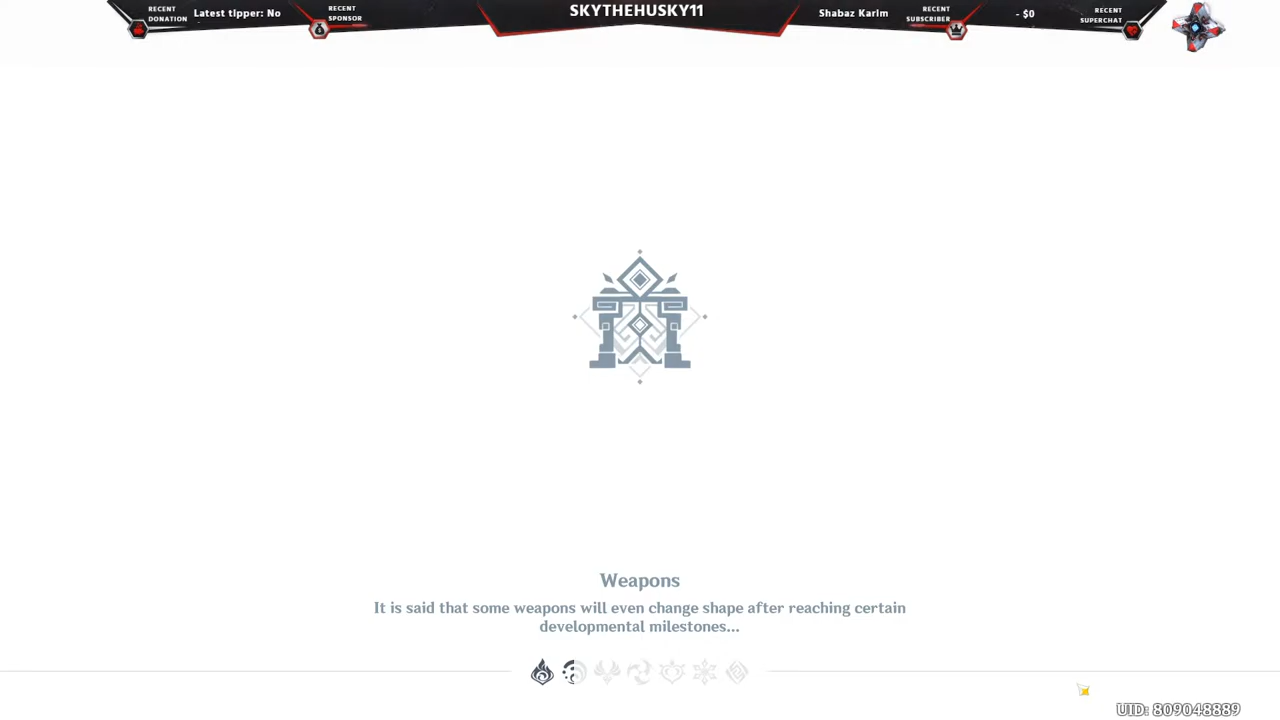 RECENT DONATION
Latest tipper: No
RECENT SPONSOR
SKYTHEHUSKY11
Shabaz Karim
RECENT SUBSCRIBER
- $0
RECENT SUPERCHAT
Weapons
It is said that some weapons will even change shape after reaching certain
developmental milestones...
UID: 809048889